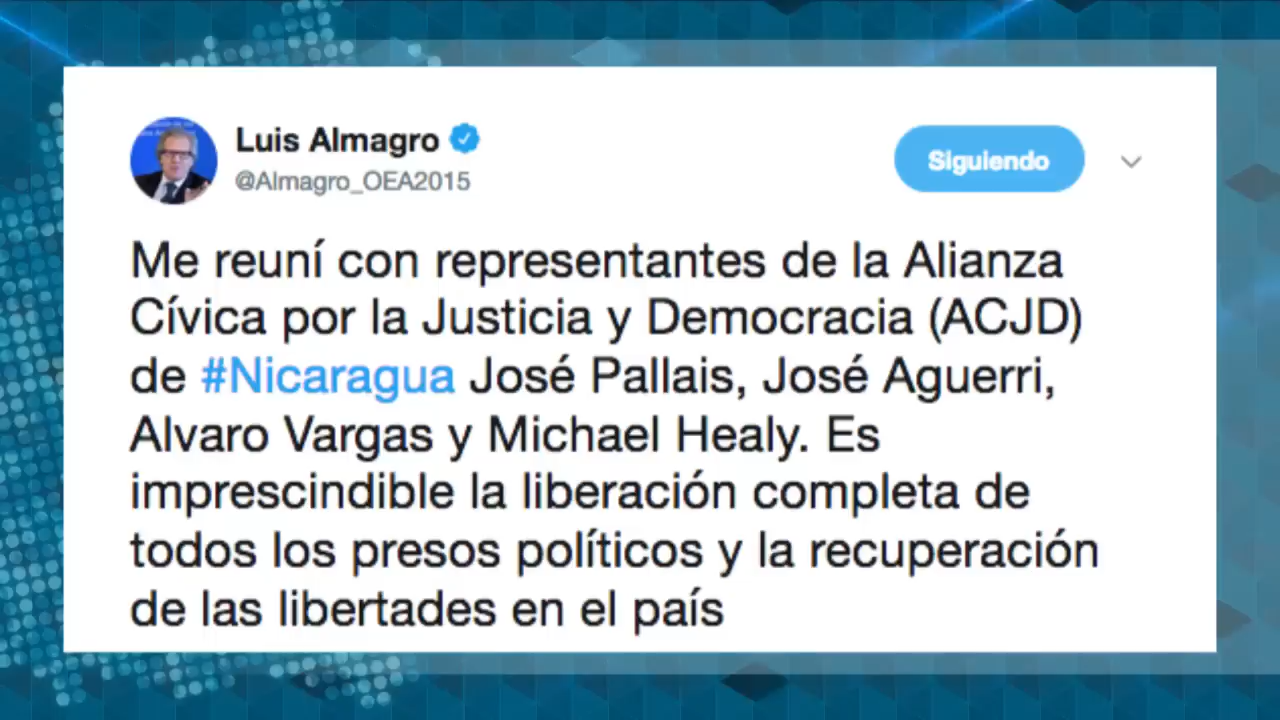 Luis Almagro
@Almagro_OEA2015
Siguiendo
Me reuní con representantes de la Alianza
Cívica por la Justicia y Democracia (ACJD)
de #Nicaragua José Pallais, José Aguerri,
Alvaro Vargas y Michael Healy. Es
imprescindible la liberación completa de
todos los presos políticos y la recuperación
de las libertades en el país